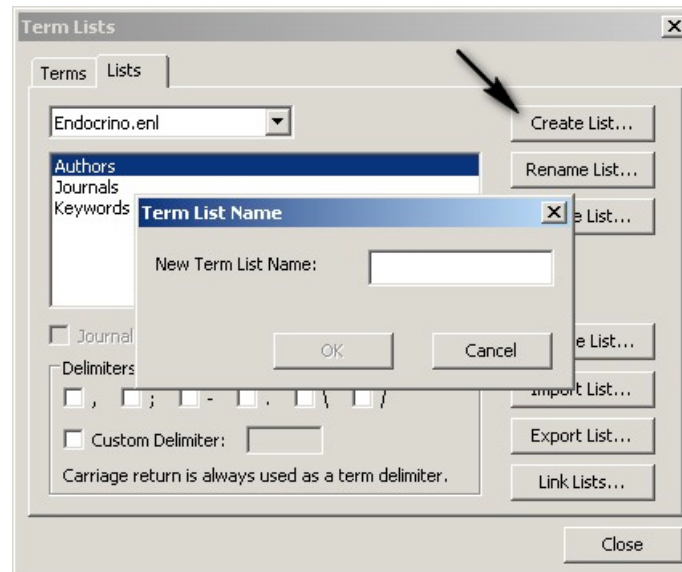 Term Lists
Terms Lists
Endocrino.enl
Create List...
Authors
Rename List...
Journals
Keywords
Term List Name
e List...
New Term List Name:
Journal
OK
Cancel
e List...
Delimiters
, ; - . \ /
Import List...
Custom Delimiter:
Export List...
Carriage return is always used as a term delimiter.
Link Lists...
Close